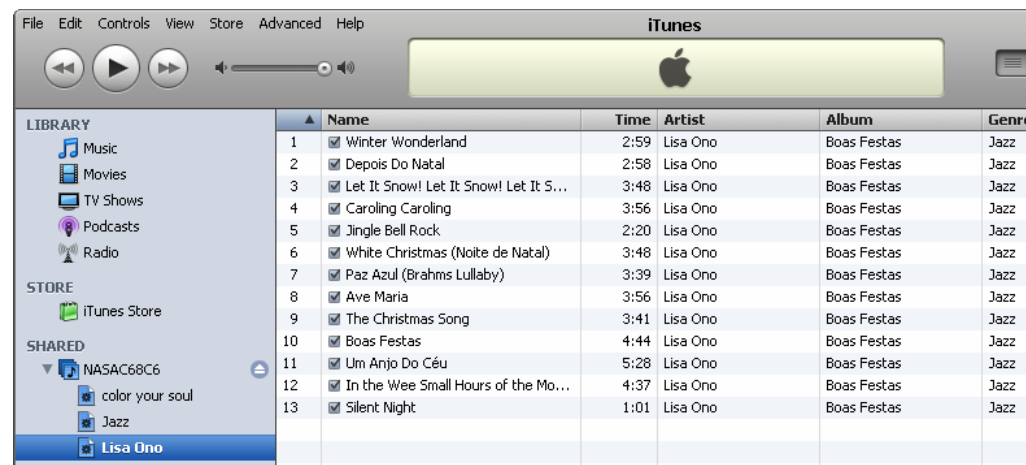 File Edit Controls View Store Advanced Help
iTunes
LIBRARY
Music
Movies
TV Shows
Podcasts
Radio
STORE
iTunes Store
SHARED
NASAC68C6
color your soul
Jazz
Lisa Ono
Name Time Artist Album Genre
1 Winter Wonderland 2:59 Lisa Ono Boas Festas Jazz
2 Depois Do Natal 2:58 Lisa Ono Boas Festas Jazz
3 Let It Snow! Let It Snow! Let It S... 3:48 Lisa Ono Boas Festas Jazz
4 Caroling Caroling 3:56 Lisa Ono Boas Festas Jazz
5 Jingle Bell Rock 2:20 Lisa Ono Boas Festas Jazz
6 White Christmas (Noite de Natal) 3:48 Lisa Ono Boas Festas Jazz
7 Paz Azul (Brahms Lullaby) 3:39 Lisa Ono Boas Festas Jazz
8 Ave Maria 3:56 Lisa Ono Boas Festas Jazz
9 The Christmas Song 3:41 Lisa Ono Boas Festas Jazz
10 Boas Festas 4:44 Lisa Ono Boas Festas Jazz
11 Um Anjo Do Céu 5:28 Lisa Ono Boas Festas Jazz
12 In the Wee Small Hours of the Mo... 4:37 Lisa Ono Boas Festas Jazz
13 Silent Night 1:01 Lisa Ono Boas Festas Jazz